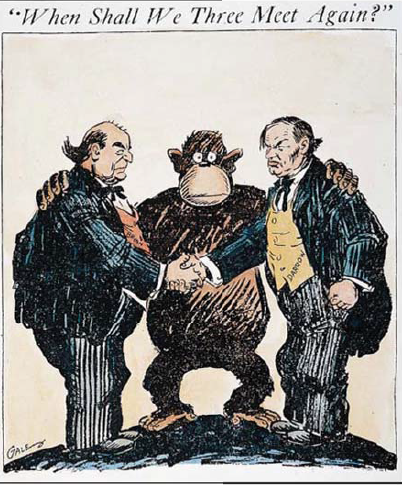 "When Shall We Three Meet Again?"
DARROW
GALE